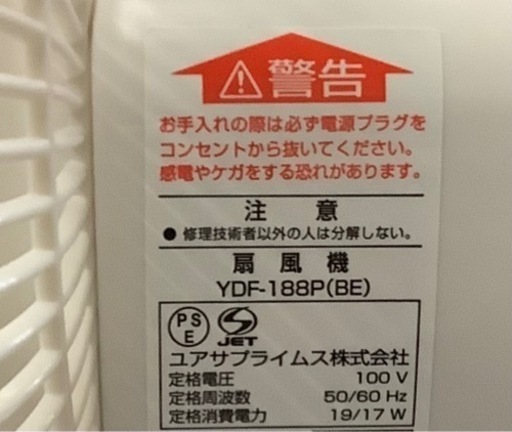 警告
お手入れの際は必ず電源プラグを
コンセントから抜いてください。
感電やケガをする恐れがあります。
注意
● 修理技術者以外の人は分解しない。
扇風機
YDF-188P(BE)
PS
E
JET
ユアサプライムス株式会社
定格電圧 100 V
定格周波数 50/60 Hz
定格消費電力 19/17 W